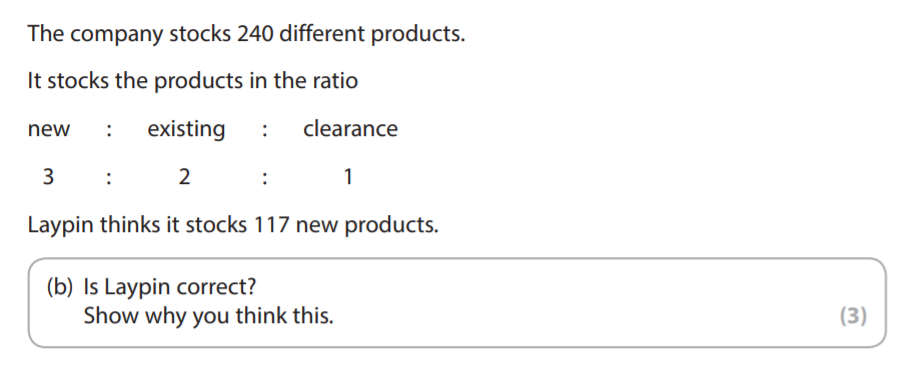 The company stocks 240 different products.
It stocks the products in the ratio
new : existing : clearance
3 : 2 : 1
Laypin thinks it stocks 117 new products.
(b) Is Laypin correct?
Show why you think this. (3)